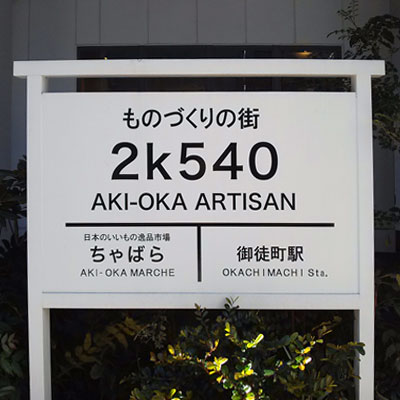 ものづくりの街
2k540
AKI-OKA ARTISAN
日本のいいもの逸品市場
ちゃばら
AKI-OKA MARCHE
御徒町駅
OKACHIMACHI Sta.